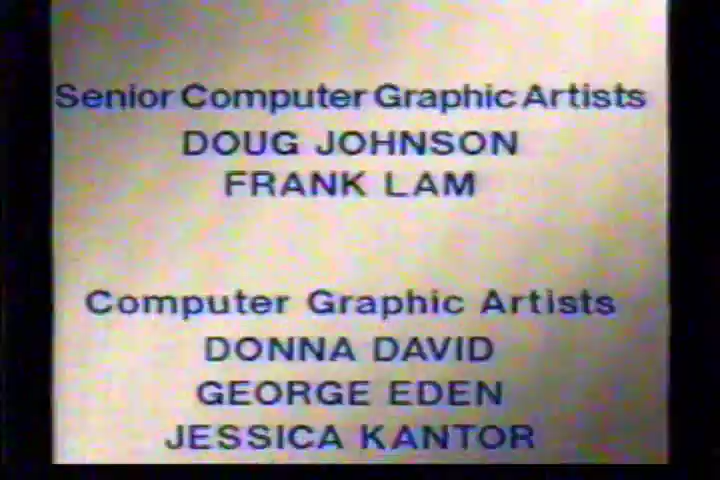 Senior Computer Graphic Artists
DOUG JOHNSON
FRANK LAM
Computer Graphic Artists
DONNA DAVID
GEORGE EDEN
JESSICA KANTOR